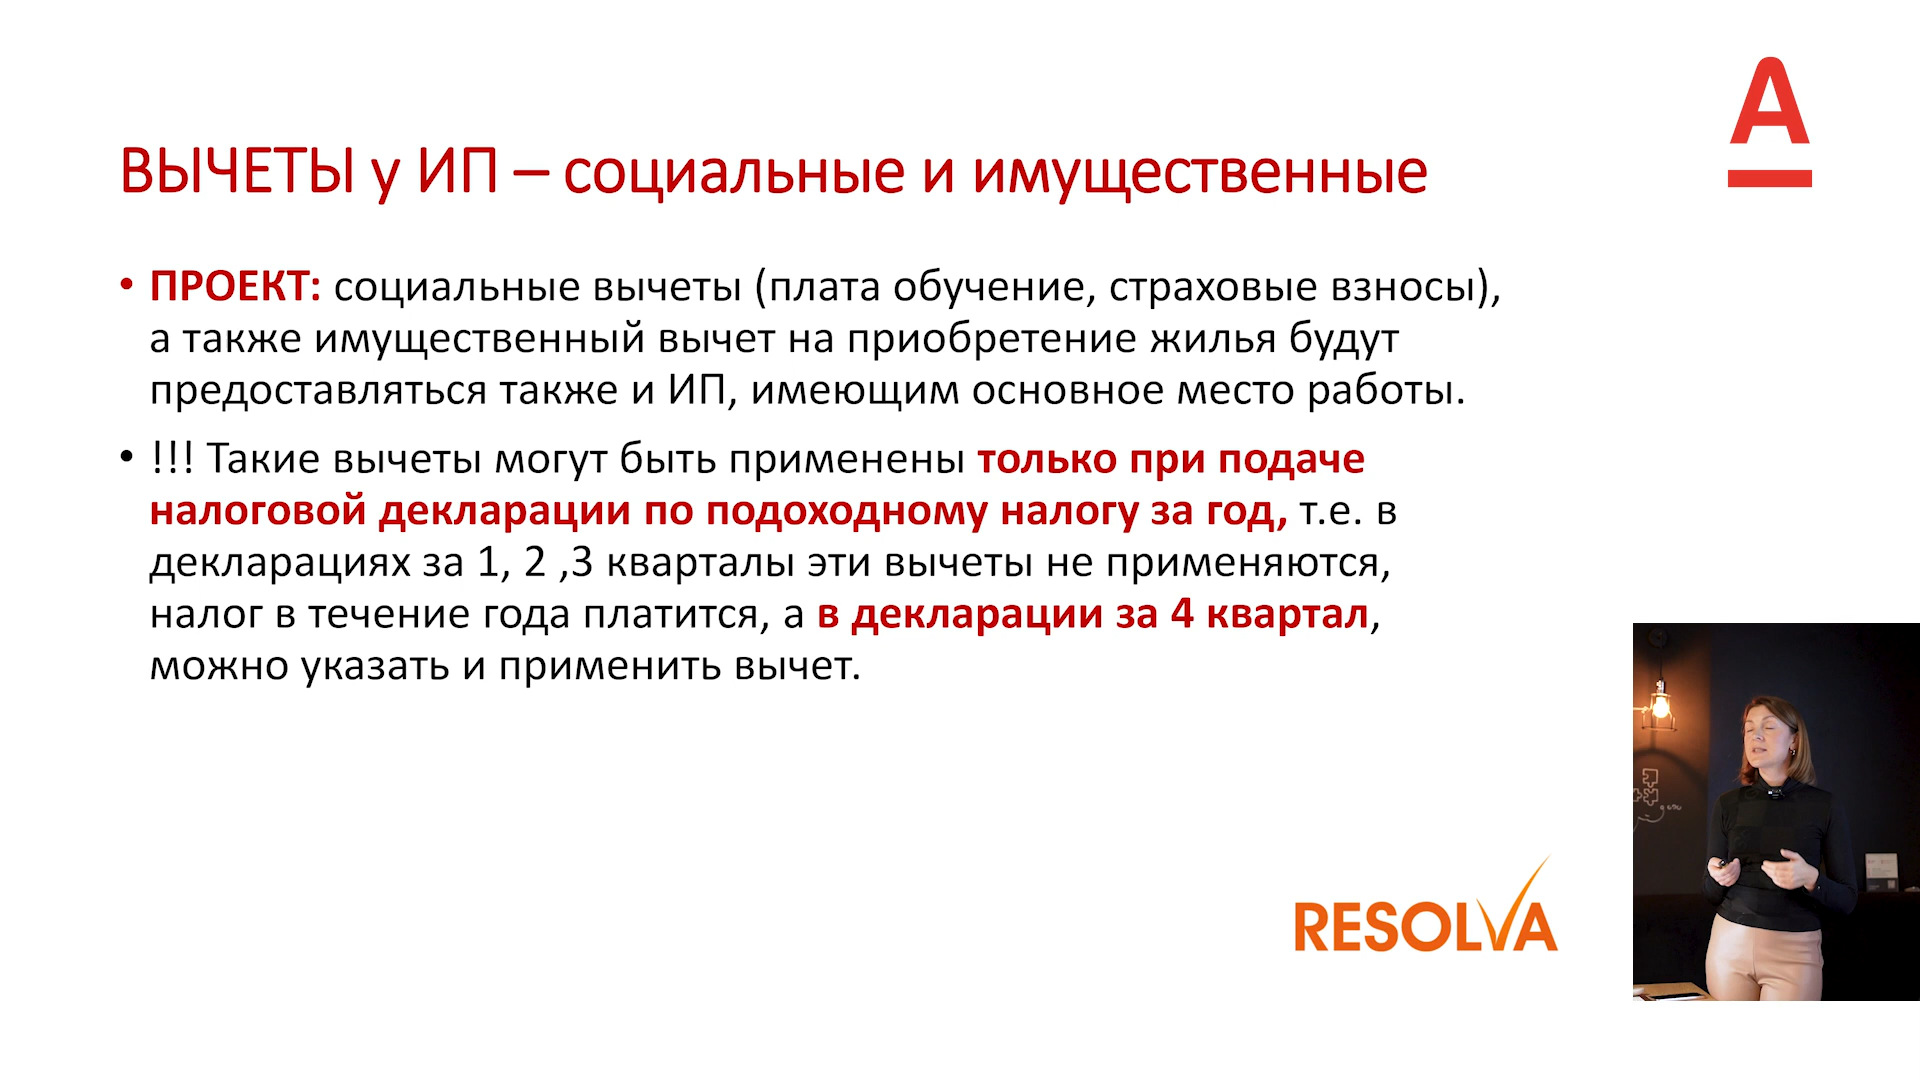 ВЫЧЕТЫ у ИП – социальные и имущественные
А
• ПРОЕКТ: социальные вычеты (плата обучение, страховые взносы),
а также имущественный вычет на приобретение жилья будут
предоставляться также и ИП, имеющим основное место работы.
• !!! Такие вычеты могут быть применены только при подаче
налоговой декларации по подоходному налогу за год, т.е. в
декларациях за 1, 2 ,3 кварталы эти вычеты не применяются,
налог в течение года платится, а в декларации за 4 квартал,
можно указать и применить вычет.
RESOLVA